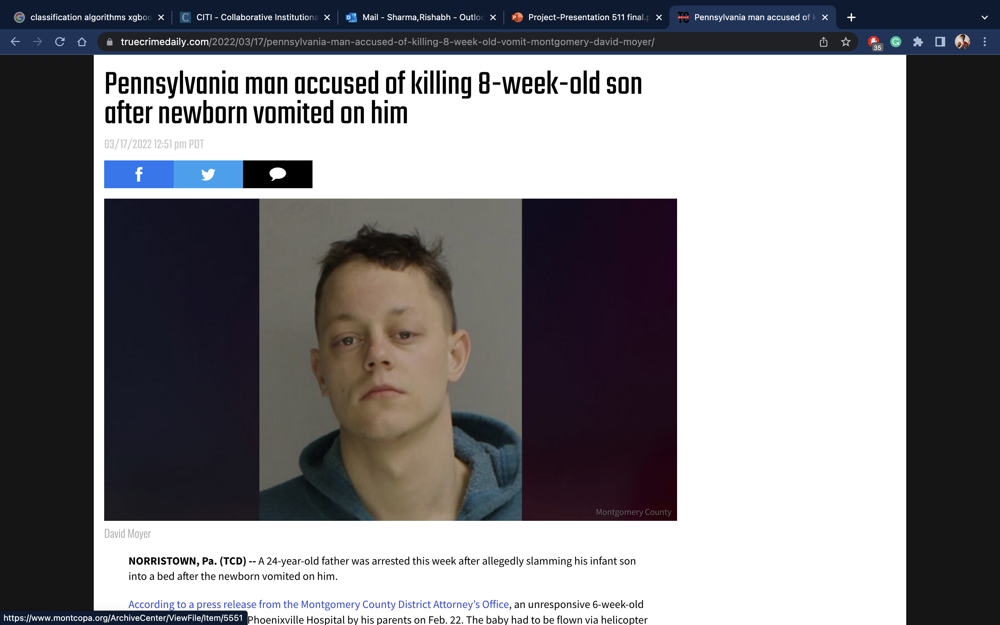 classification algorithms xgboo
CITI - Collaborative Institutiona
Mail - Sharma,Rishabh - Outloo
Project-Presentation 511 final.p
Pennsylvania man accused of k
truecrimedaily.com/2022/03/17/pennsylvania-man-accused-of-killing-8-week-old-vomit-montgomery-david-moyer/
35
Pennsylvania man accused of killing 8-week-old son
after newborn vomited on him
03/17/2022 12:51 pm PDT
Montgomery County
David Moyer
NORRISTOWN, Pa. (TCD) -- A 24-year-old father was arrested this week after allegedly slamming his infant son
into a bed after the newborn vomited on him.
According to a press release from the Montgomery County District Attorney’s Office, an unresponsive 6-week-old
https://www.montcopa.org/ArchiveCenter/ViewFile/Item/5551
Phoenixville Hospital by his parents on Feb. 22. The baby had to be flown via helicopter